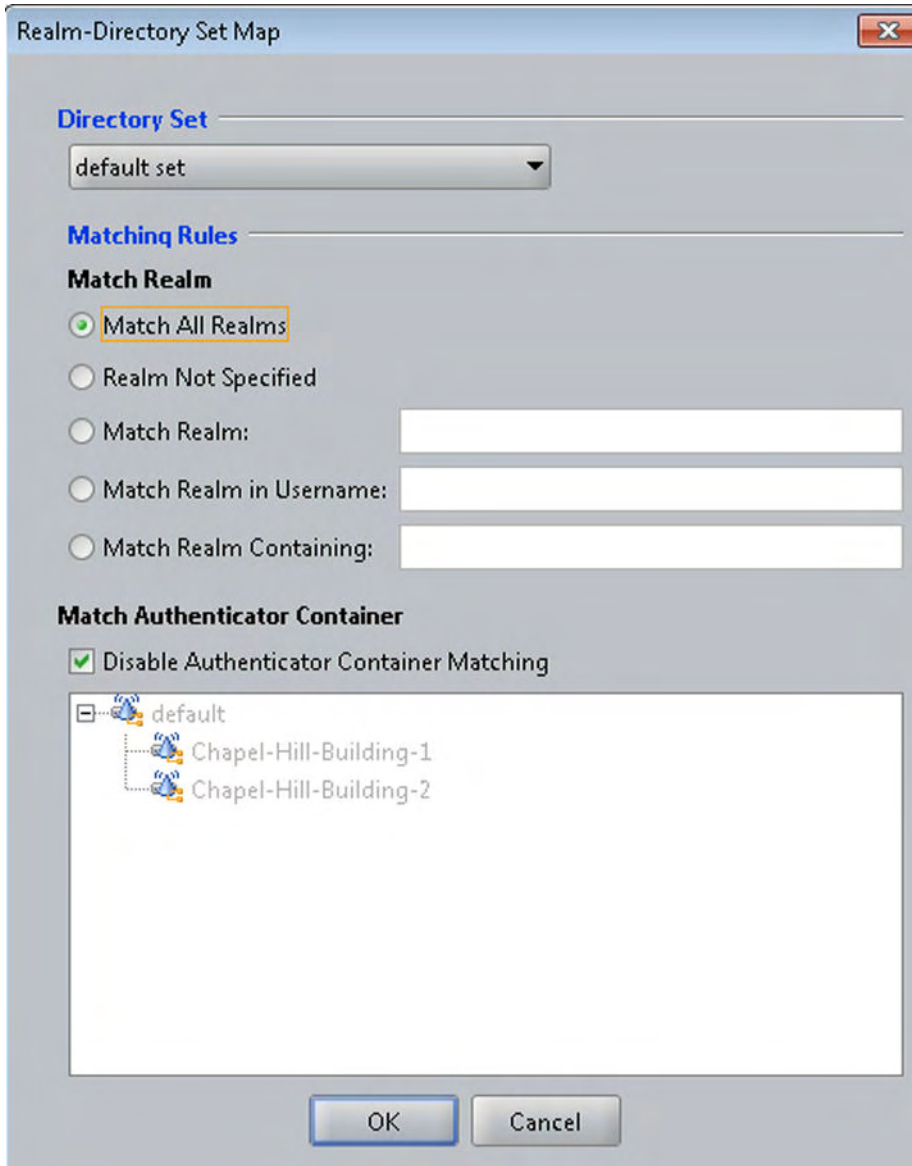 Realm-Directory Set Map
Directory Set
default set
Matching Rules
Match Realm
Match All Realms
Realm Not Specified
Match Realm:
Match Realm in Username:
Match Realm Containing:
Match Authenticator Container
Disable Authenticator Container Matching
default
Chapel-Hill-Building-1
Chapel-Hill-Building-2
OK Cancel